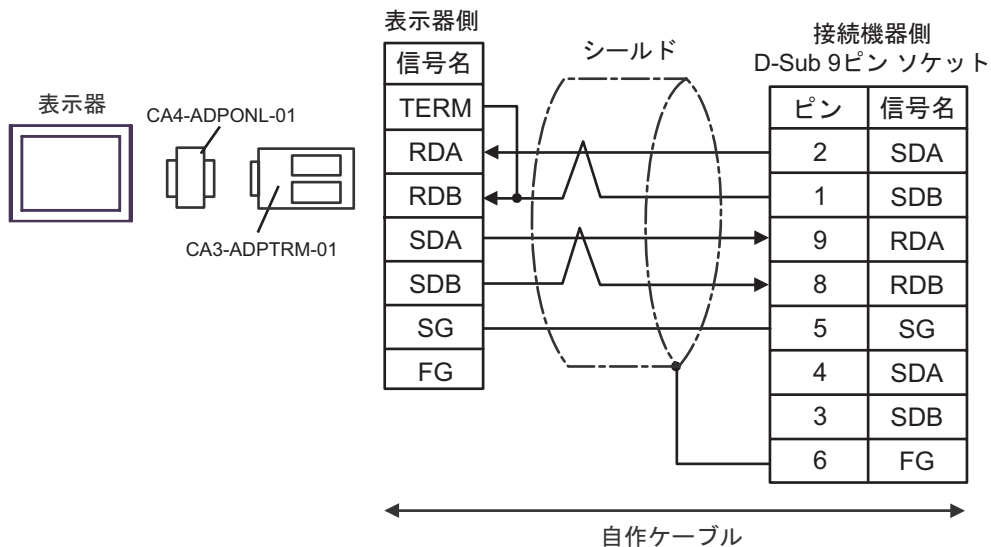 表示器
CA4-ADPONL-01
CA3-ADPTRM-01
表示器側
信号名
TERM
RDA
RDB
SDA
SDB
SG
FG
シールド
接続機器側
D-Sub 9ピン ソケット
ピン 信号名
2 SDA
1 SDB
9 RDA
8 RDB
5 SG
4 SDA
3 SDB
6 FG
自作ケーブル